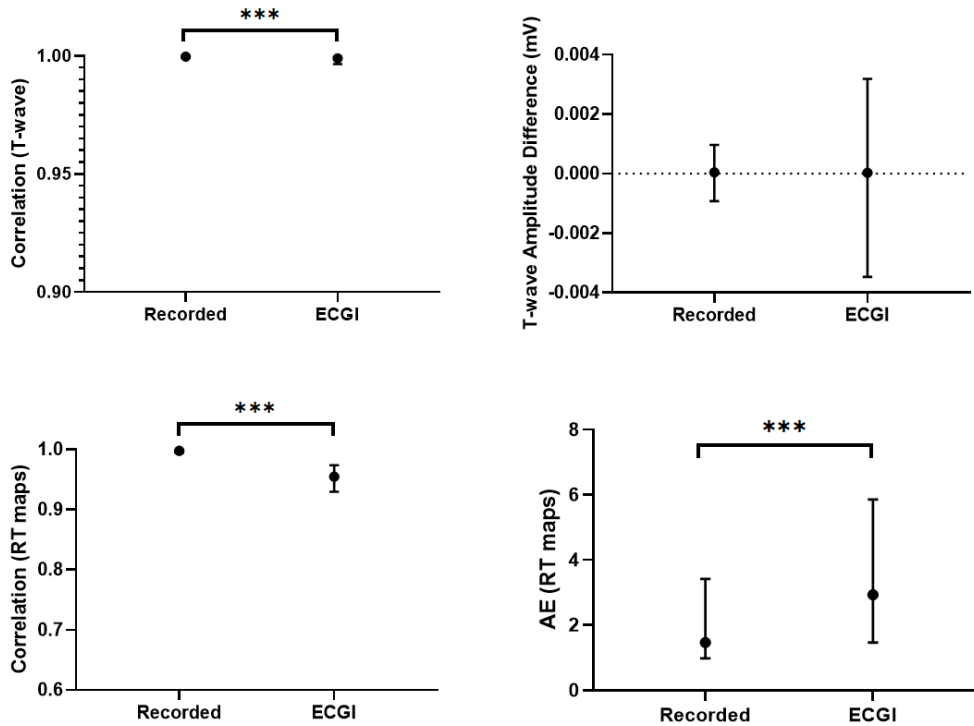 ***
Correlation (T-wave)
1.00
0.95
0.90
Recorded
ECGI
T-wave Amplitude Difference (mV)
0.004
0.002
0.000
-0.002
-0.004
Recorded
ECGI
***
Correlation (RT maps)
1.0
0.9
0.8
0.7
0.6
Recorded
ECGI
***
AE (RT maps)
8
6
4
2
0
Recorded
ECGI